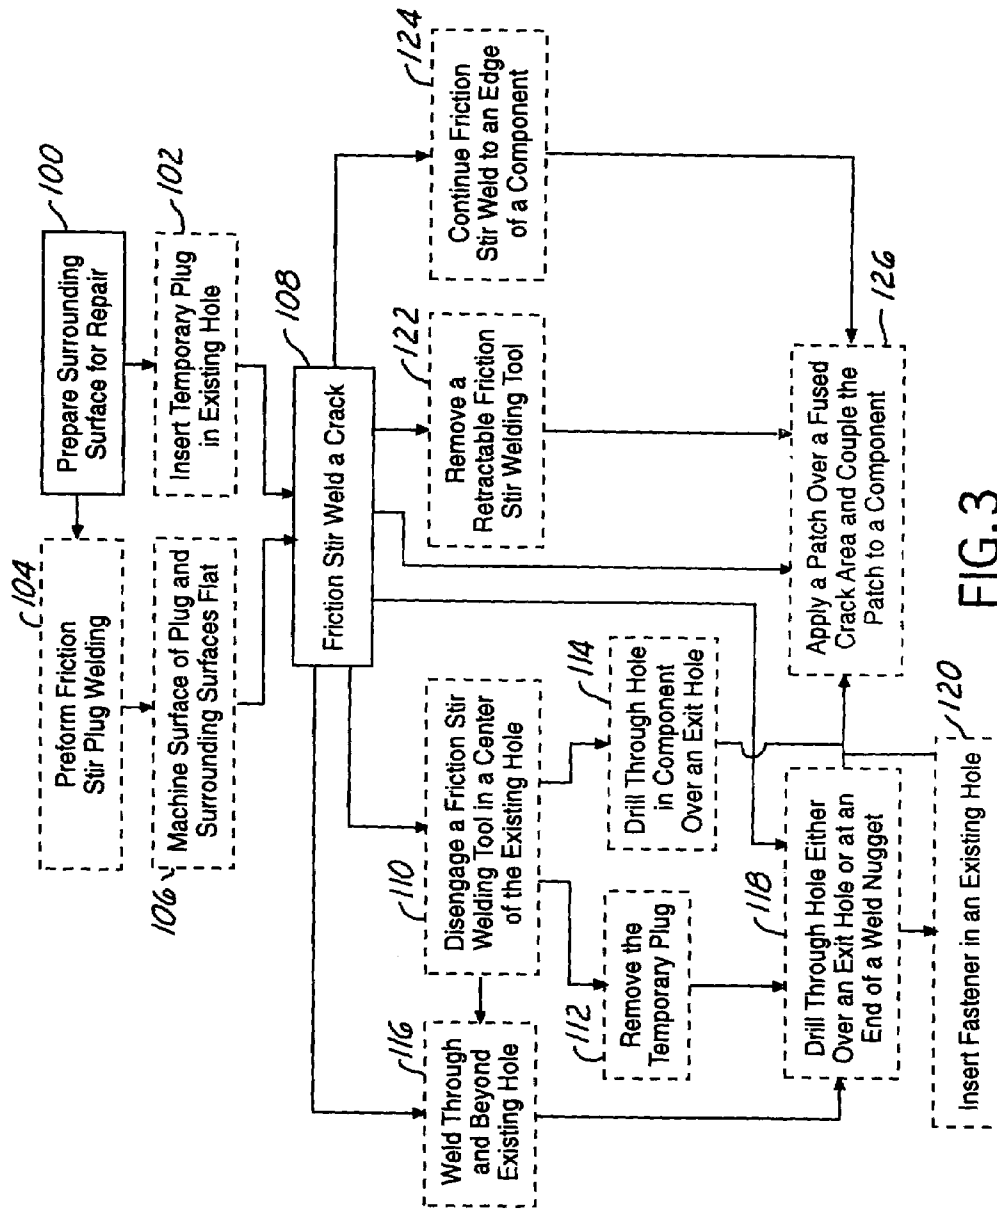 100
Prepare Surrounding
Surface for Repair
104
Preform Friction
Stir Plug Welding
102
Insert Temporary Plug
in Existing Hole
106
Machine Surface of Plug and
Surrounding Surfaces Flat
108
Friction Stir Weld a Crack
110
Disengage a Friction Stir
Welding Tool in a Center
of the Existing Hole
116
Weld Through
and Beyond
Existing Hole
112
Remove the
Temporary Plug
114
Drill Through Hole
in Component
Over an Exit Hole
118
Drill Through Hole Either
Over an Exit Hole or at an
End of a Weld Nugget
120
Insert Fastener in an Existing Hole
122
Remove a
Retractable Friction
Stir Welding Tool
124
Continue Friction
Stir Weld to an Edge
of a Component
126
Apply a Patch Over a Fused
Crack Area and Couple the
Patch to a Component
FIG.3